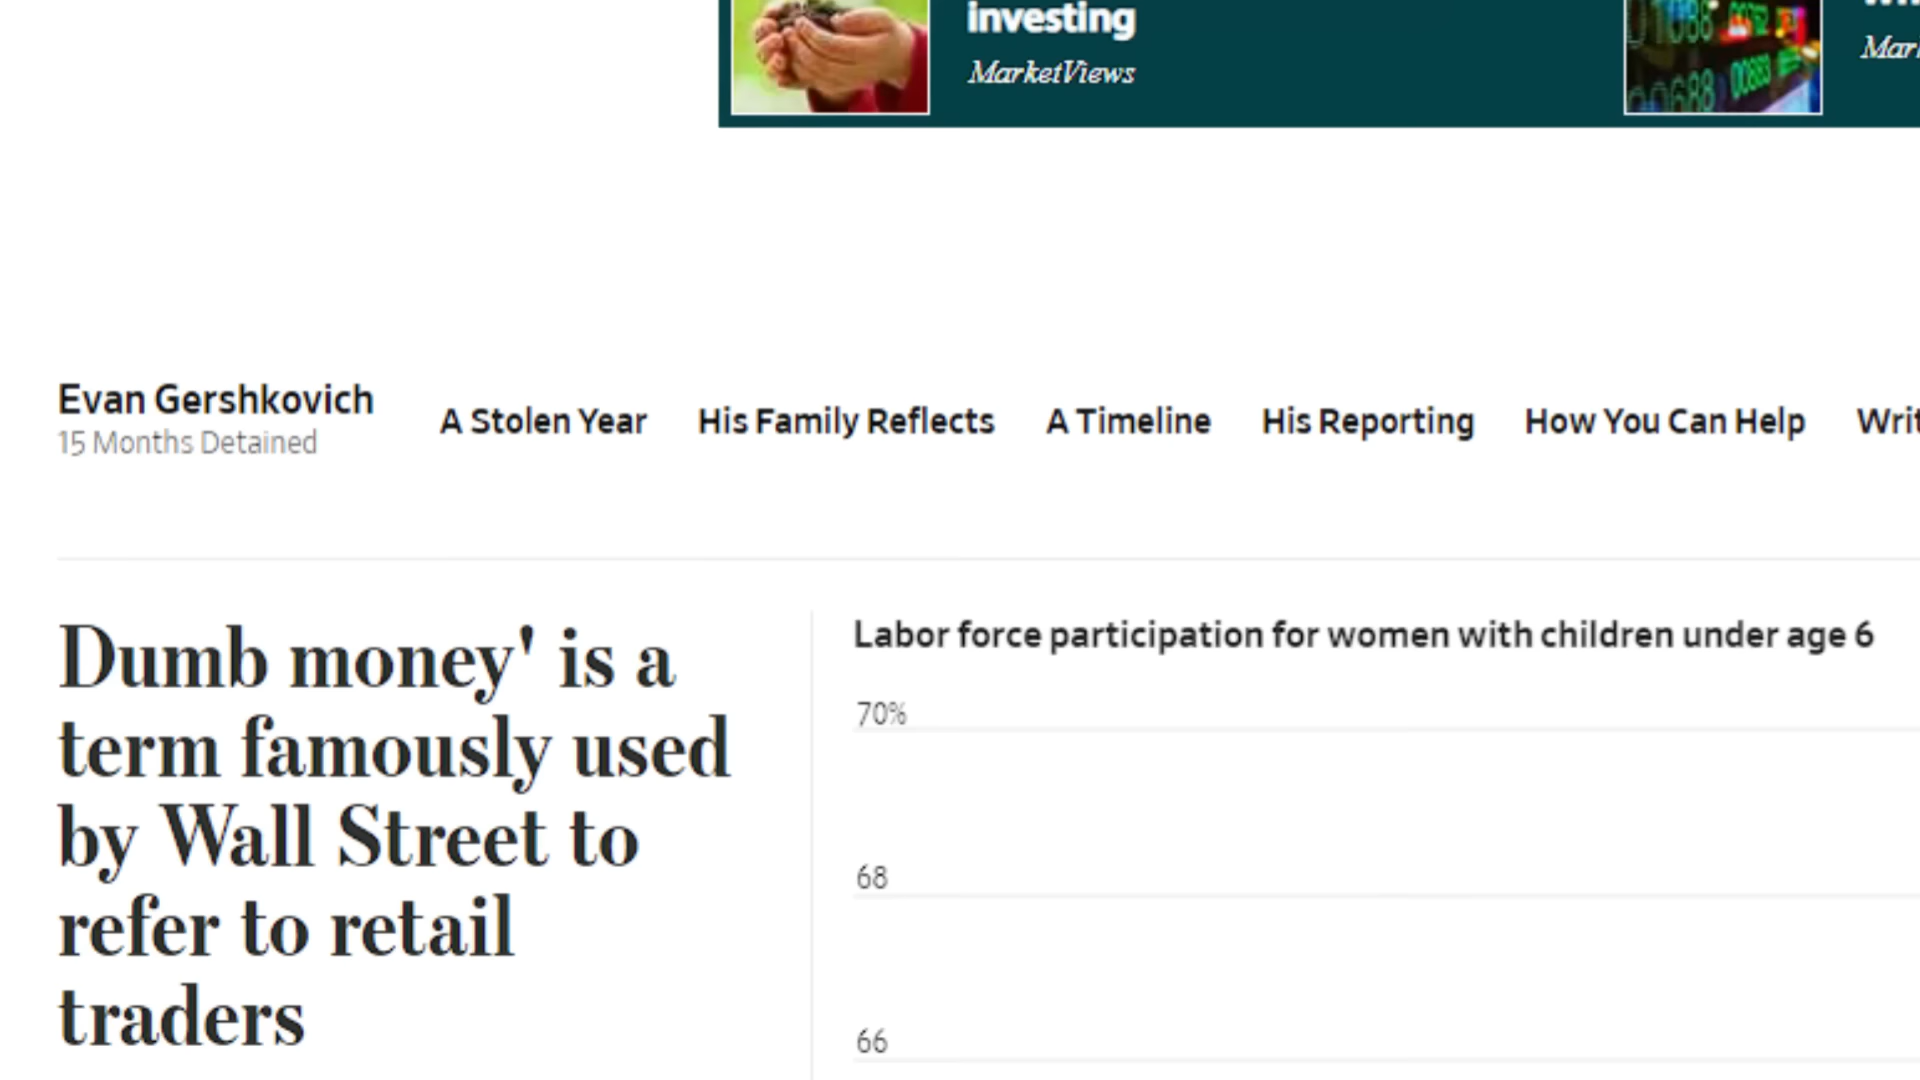 investing
MarketViews
Mar
Evan Gershkovich
15 Months Detained
A Stolen Year
His Family Reflects
A Timeline
His Reporting
How You Can Help
Writ
Dumb money' is a
term famously used
by Wall Street to
refer to retail
traders
Labor force participation for women with children under age 6
70%
68
66